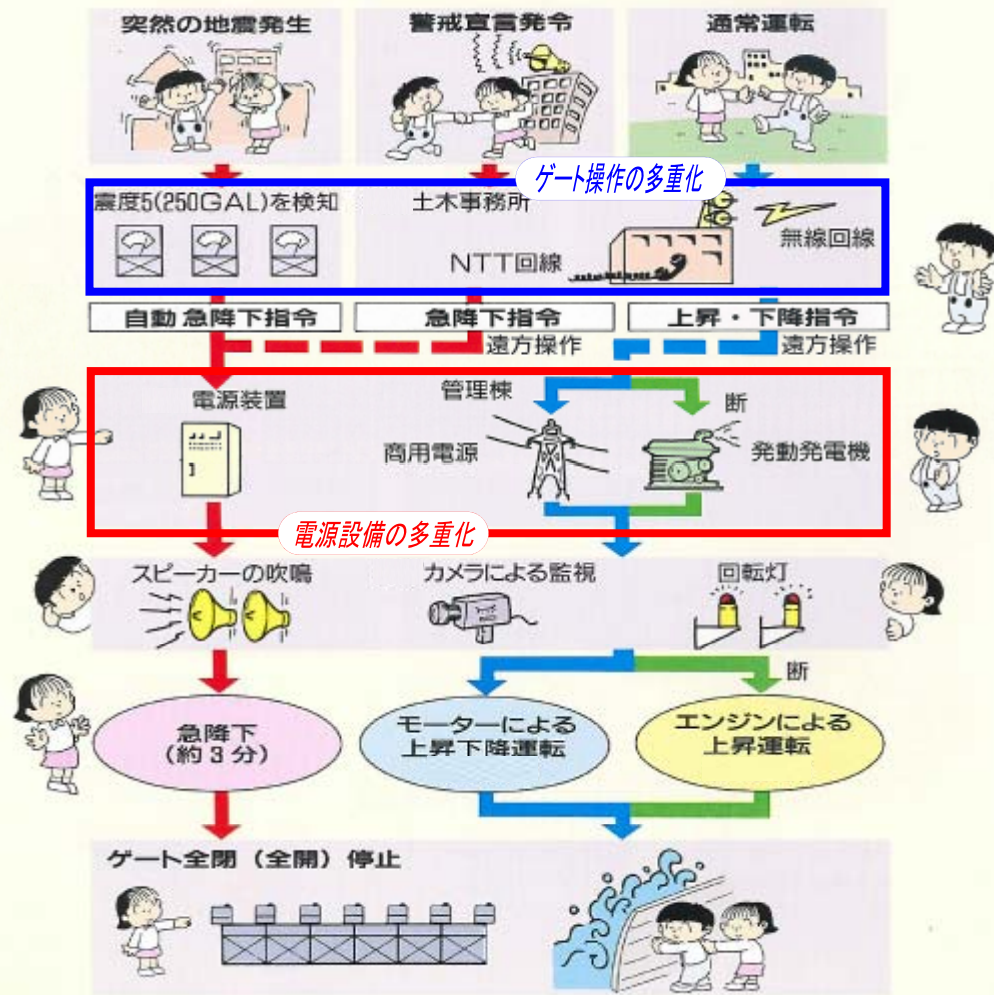 突然の地震発生
警戒宣言発令
通常運転
ゲート操作の多重化
震度5(250GAL)を検知
土木事務所
無線回線
NTT回線
自動急降下指令
急降下指令
上昇・下降指令
遠方操作
遠方操作
電源装置
管理棟
断
商用電源
発動発電機
電源設備の多重化
スピーカーの吹鳴
カメラによる監視
回転灯
断
急降下
(約3分)
モーターによる
上昇下降運転
エンジンによる
上昇運転
ゲート全閉(全開)停止